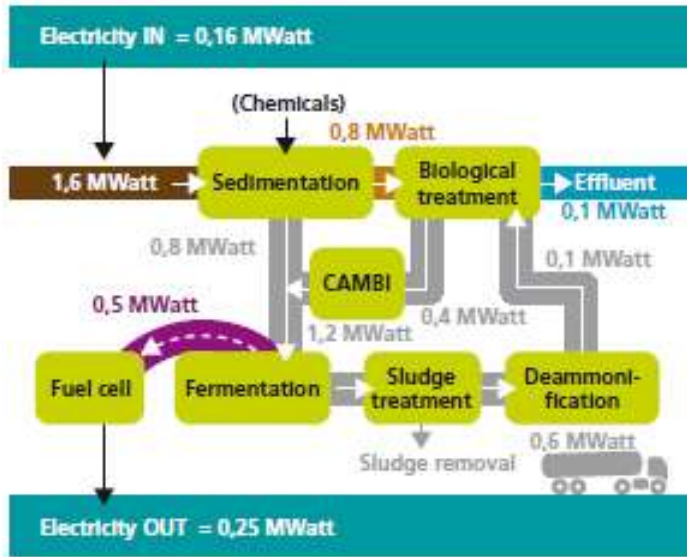 Electricity IN = 0,16 MWatt
(Chemicals)
0,8 MWatt
1,6 MWatt
Sedimentation
Biological
treatment
Effluent
0,1 MWatt
0,8 MWatt
CAMBI
0,1 MWatt
0,5 MWatt
1,2 MWatt
0,4 MWatt
Fuel cell
Fermentation
Sludge
treatment
Deammoni-
fication
0,6 MWatt
Sludge removal
Electricity OUT = 0,25 MWatt